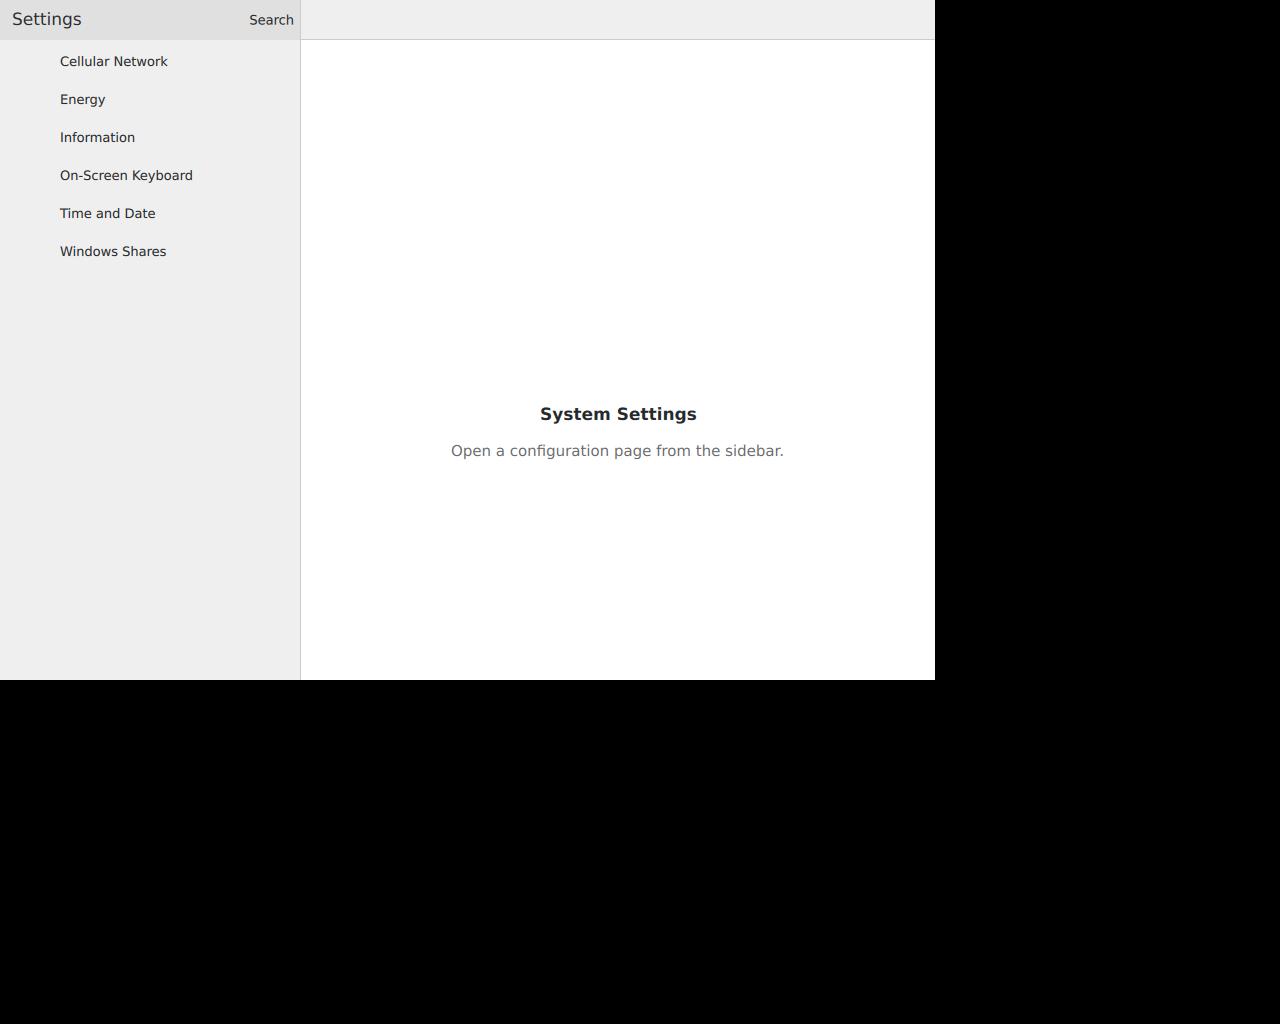 Settings
Search
Cellular Network
Energy
Information
On-Screen Keyboard
Time and Date
Windows Shares
System Settings
Open a configuration page from the sidebar.